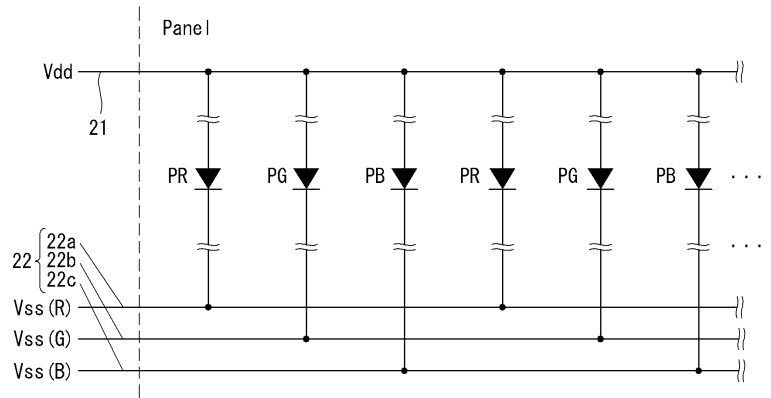 Panel
Vdd
21
PR PG PB PR PG PB ...
22 22a
22b
22c
...
Vss(R)
Vss(G)
Vss(B)